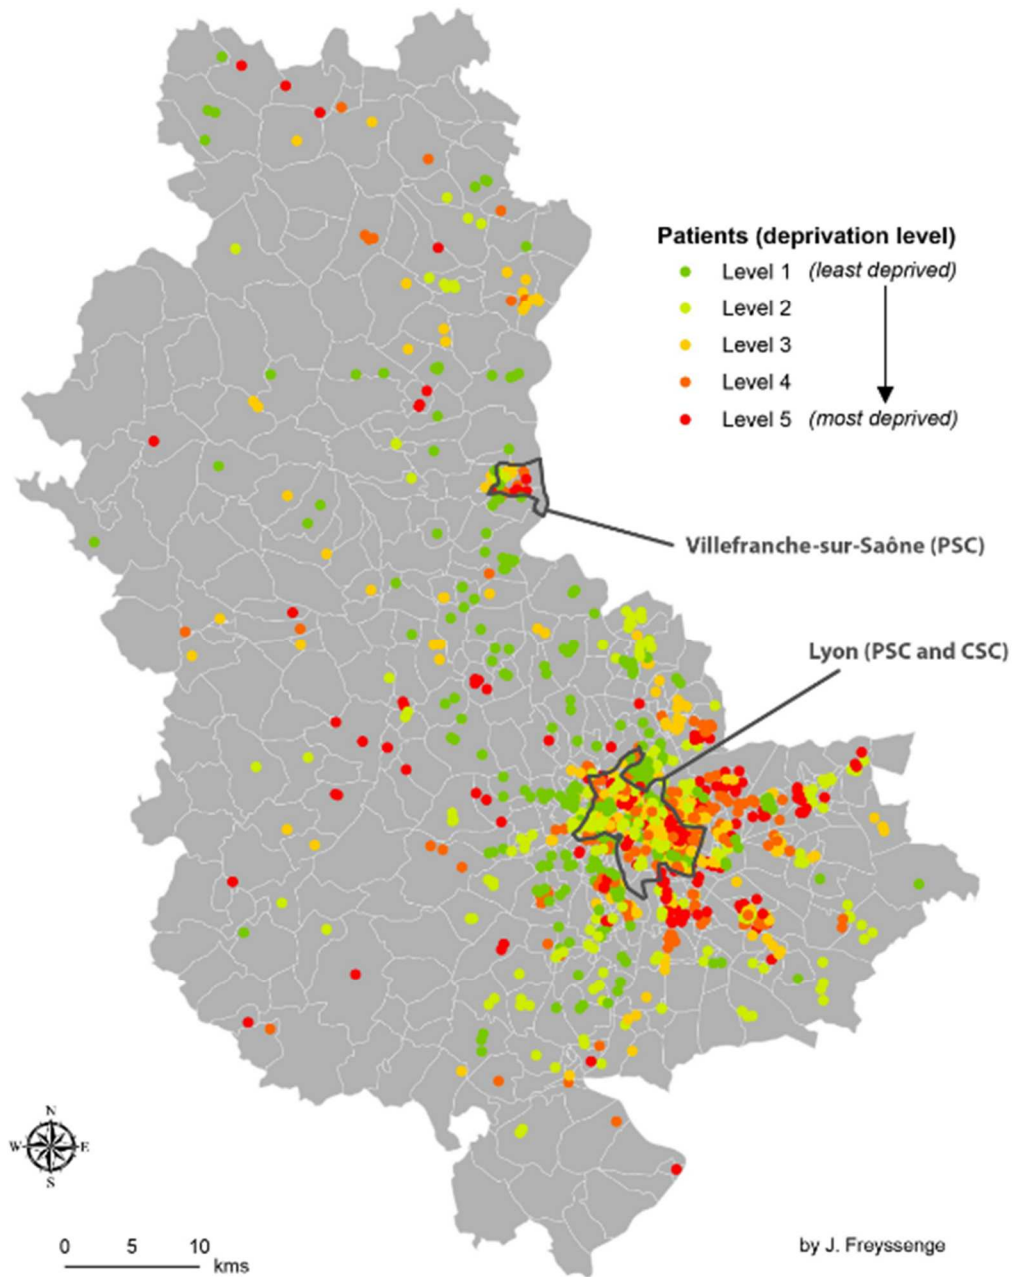 Patients (deprivation level)
Level 1 (least deprived)
Level 2
Level 3
Level 4
Level 5 (most deprived)
Villefranche-sur-Saône (PSC)
Lyon (PSC and CSC)
N
W E
S
0 5 10
kms
by J. Freyssenge